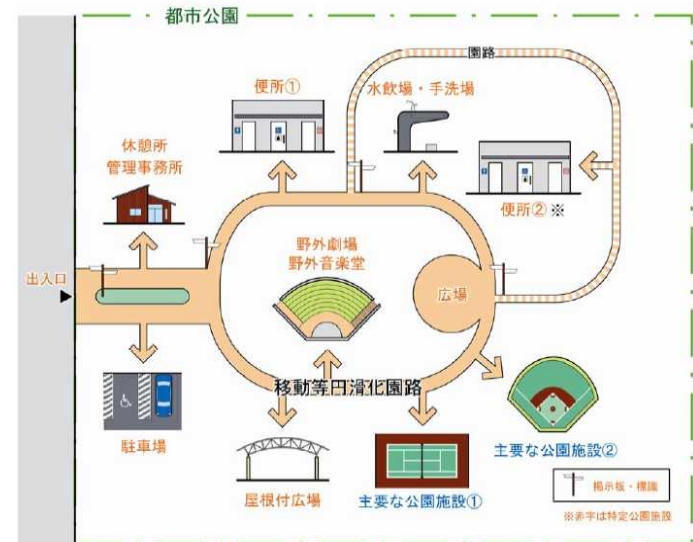 都市公園
園路
便所①
水飲場・手洗場
休憩所
管理事務所
便所②※
野外劇場
野外音楽堂
出入口
広場
移動等円滑化園路
駐車場
屋根付広場
主要な公園施設①
主要な公園施設②
掲示板・標識
※赤字は特定公園施設